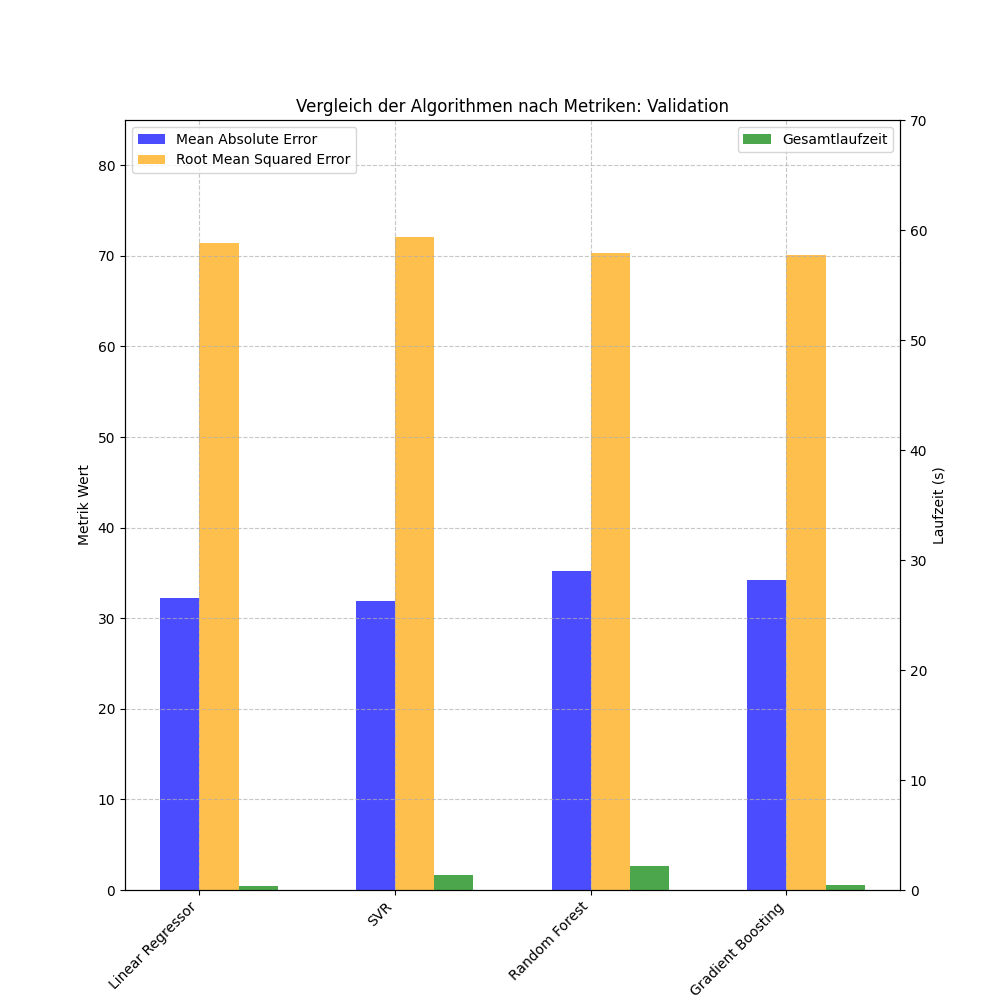 Vergleich der Algorithmen nach Metriken: Validation
Mean Absolute Error
Root Mean Squared Error
Gesamtlaufzeit
Metrik Wert
80
70
60
50
40
30
20
10
0
Laufzeit (s)
70
60
50
40
30
20
10
0
Linear Regressor
SVR
Random Forest
Gradient Boosting